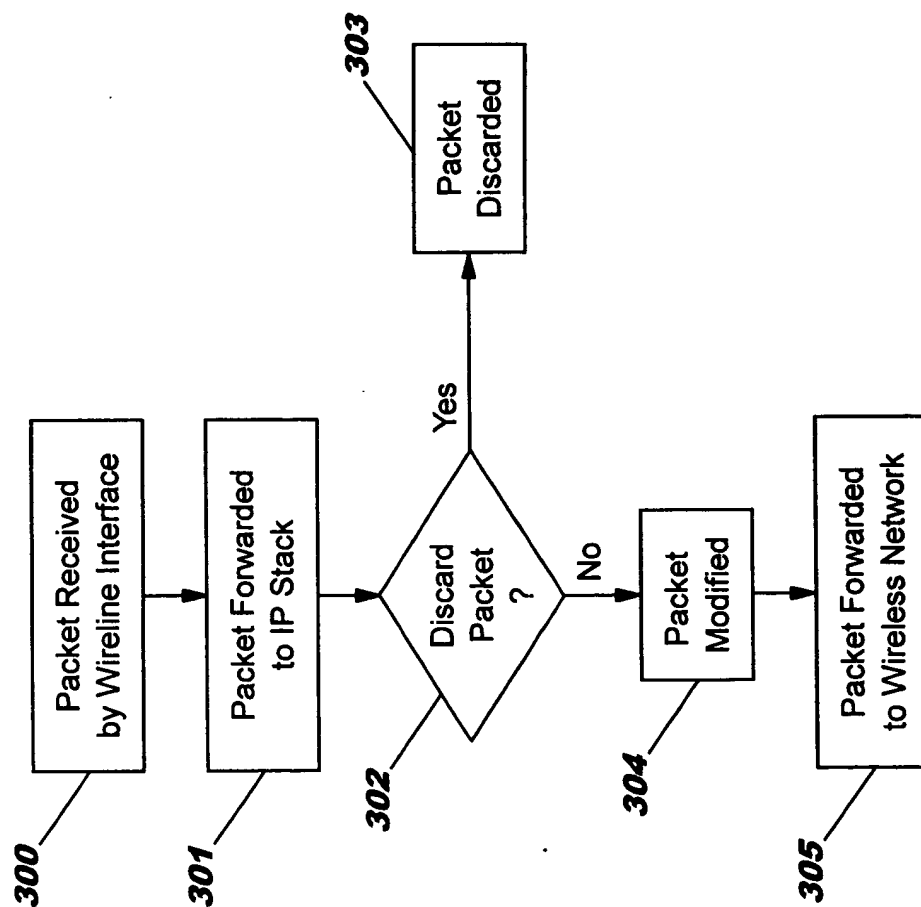 300
Packet Received
by Wireline Interface
301
Packet Forwarded
to IP Stack
302
Discard
Packet
?
Yes
303
Packet
Discarded
No
304
Packet
Modified
305
Packet Forwarded
to Wireless Network